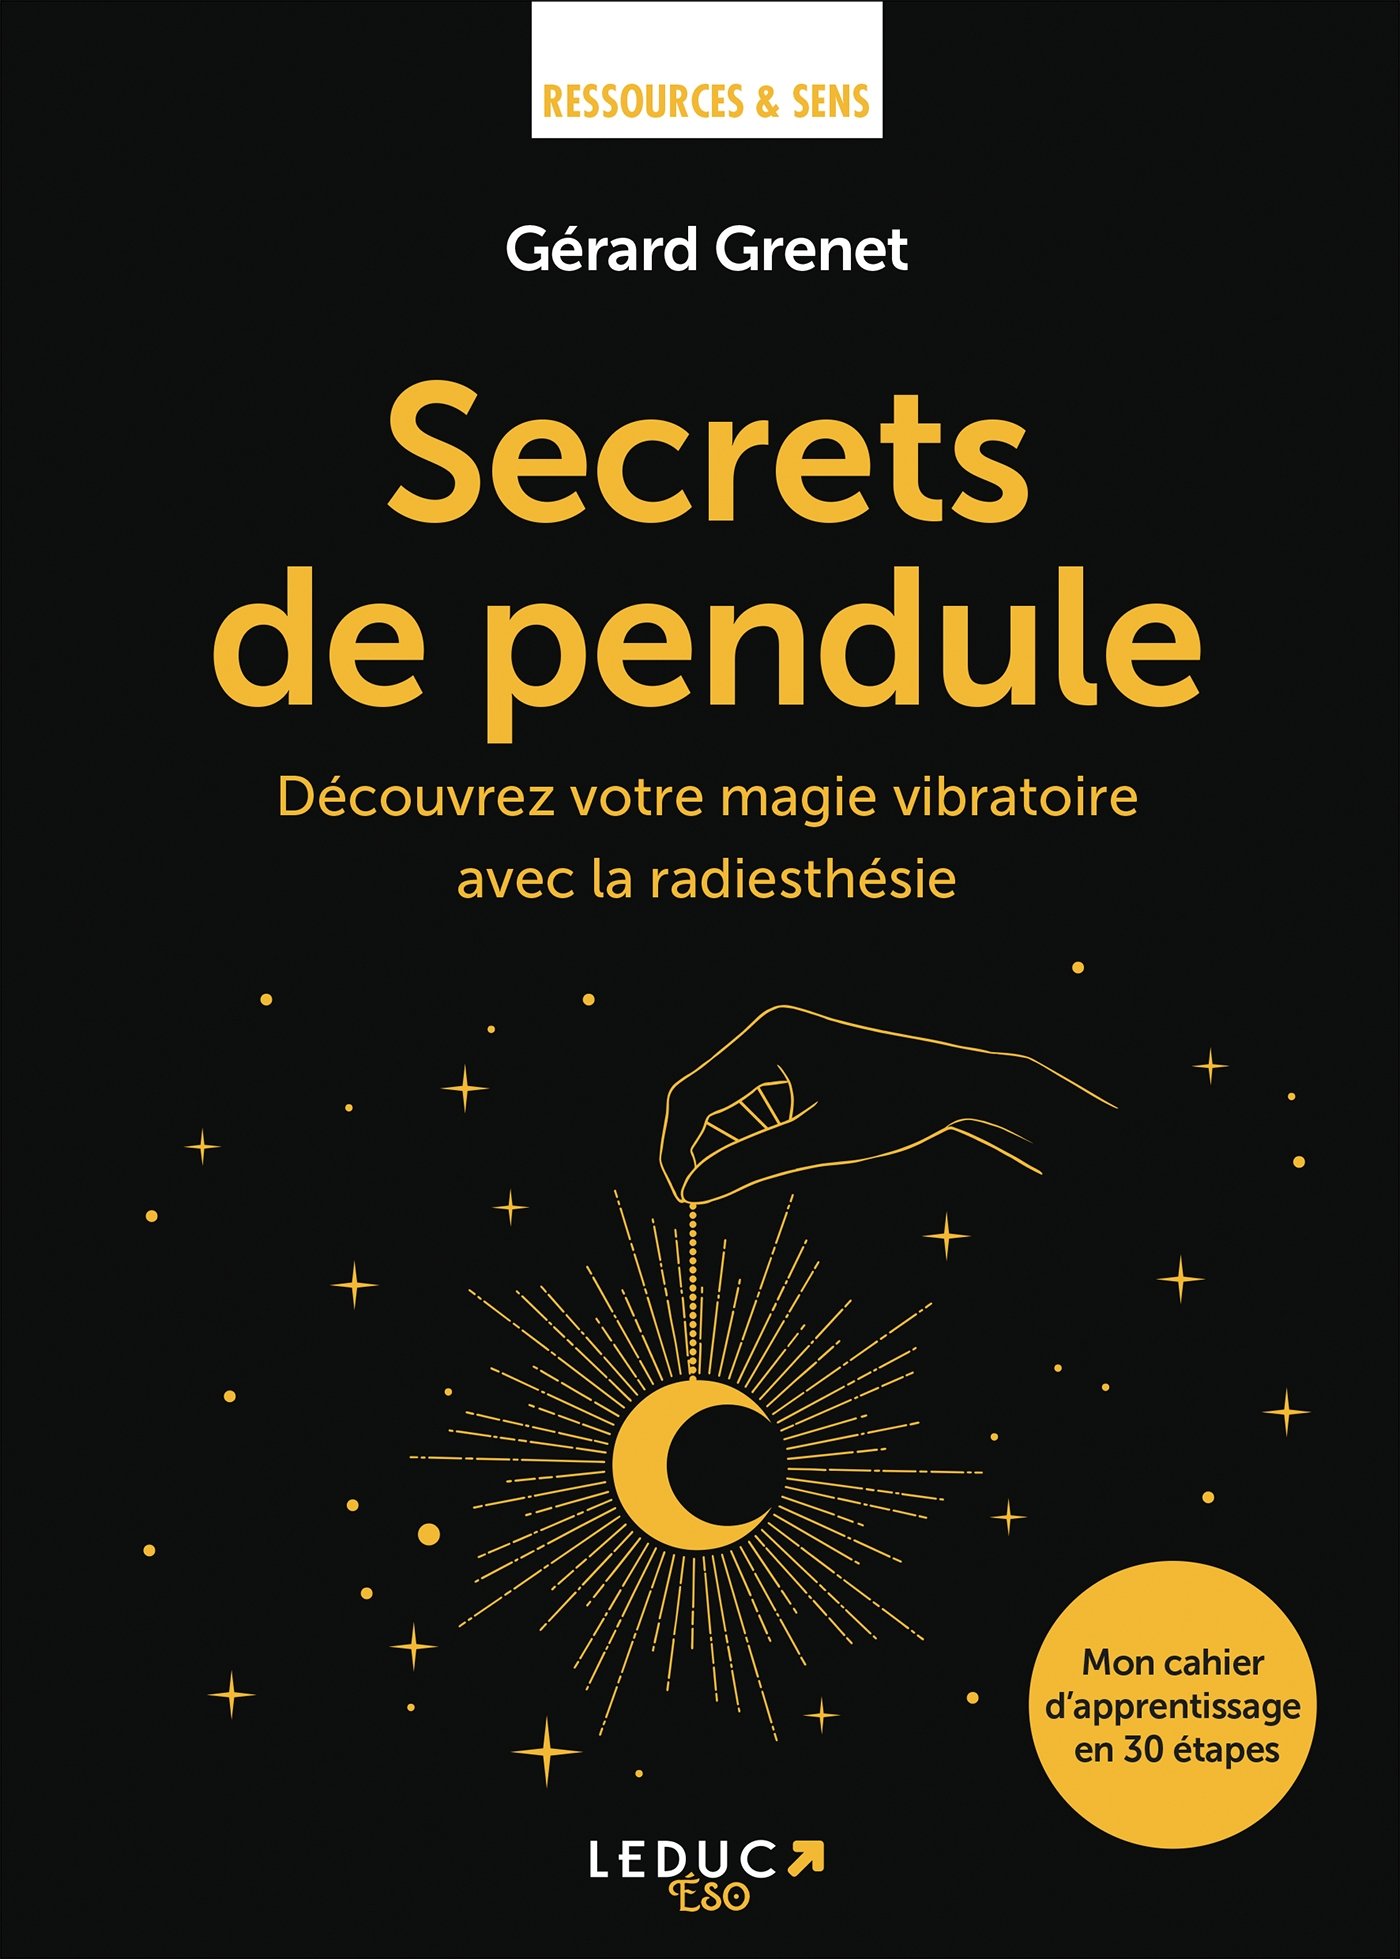 RESSOURCES & SENS
Gérard Grenet
Secrets
de pendule
Découvrez votre magie vibratoire
avec la radiesthésie
Mon cahier
d’apprentissage
en 30 étapes
LEDUC
ÉSO